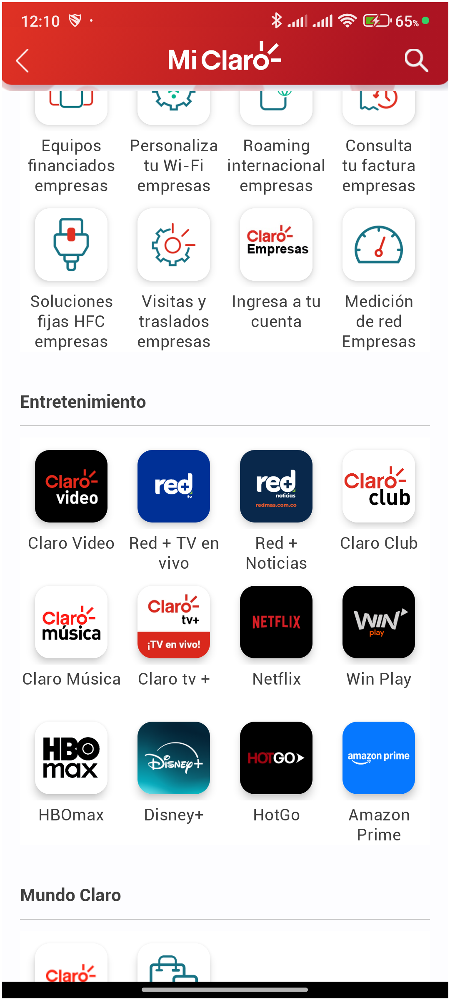 12:10
65%
Mi Claro
Equipos financiados empresas
Personaliza tu Wi-Fi empresas
Roaming internacional empresas
Consulta tu factura empresas
Claro
Empresas
Soluciones fijas HFC empresas
Visitas y traslados empresas
Ingresa a tu cuenta
Medición de red Empresas
Entretenimiento
Claro video
red+ tv
red+ noticias
redmas.com.co
Claro club
Claro Video
Red + TV en vivo
Red + Noticias
Claro Club
Claro música
Claro tv+
¡TV en vivo!
NETFLIX
WIN play
Claro Música
Claro tv +
Netflix
Win Play
HBO max
Disney+
HOTGO
amazon prime
HBOmax
Disney+
HotGo
Amazon Prime
Mundo Claro
Claro